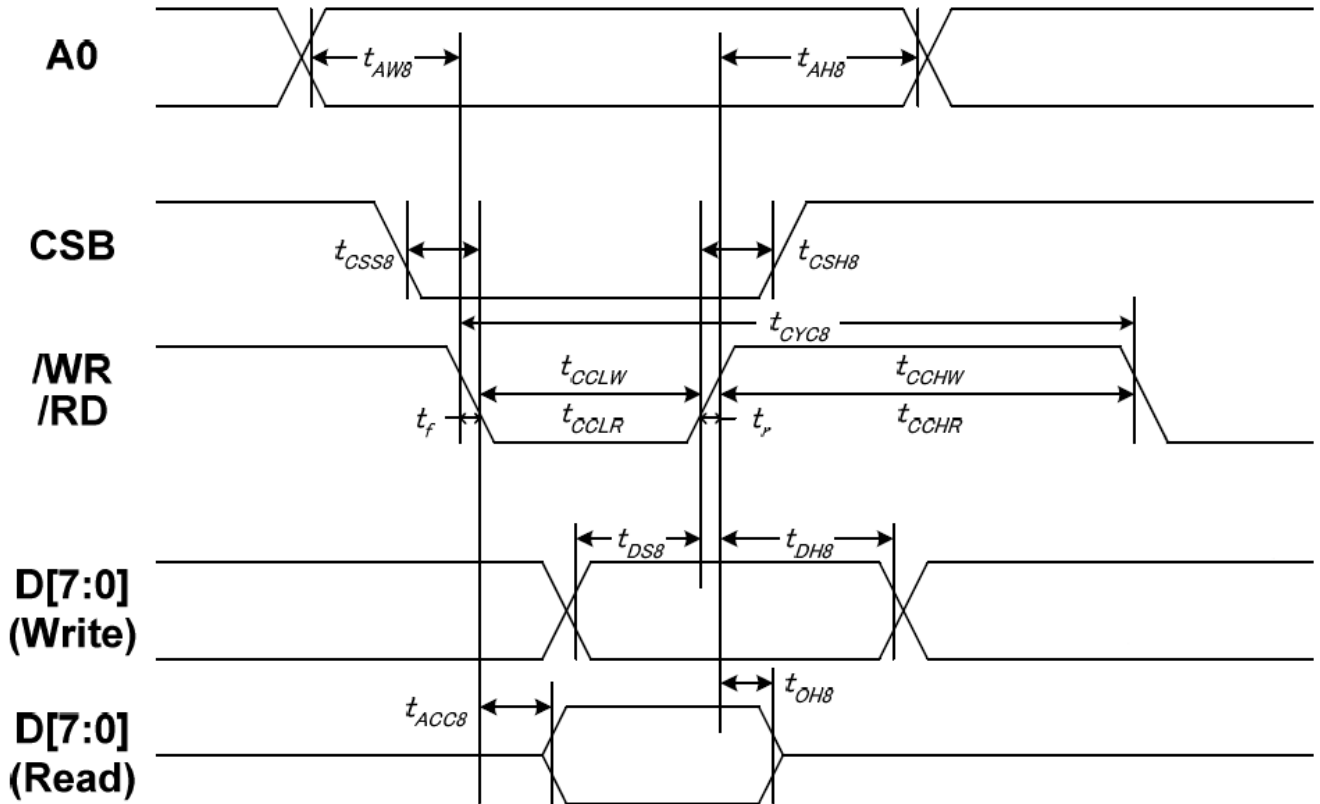 A0
tAW8
tAH8
CSB
tCSS8
tCSH8
tCYC8
/WR
/RD
tCCLW
tCCHW
tf
tCCLR
tr
tCCHR
D[7:0]
(Write)
tDS8
tDH8
D[7:0]
(Read)
tACC8
tOH8